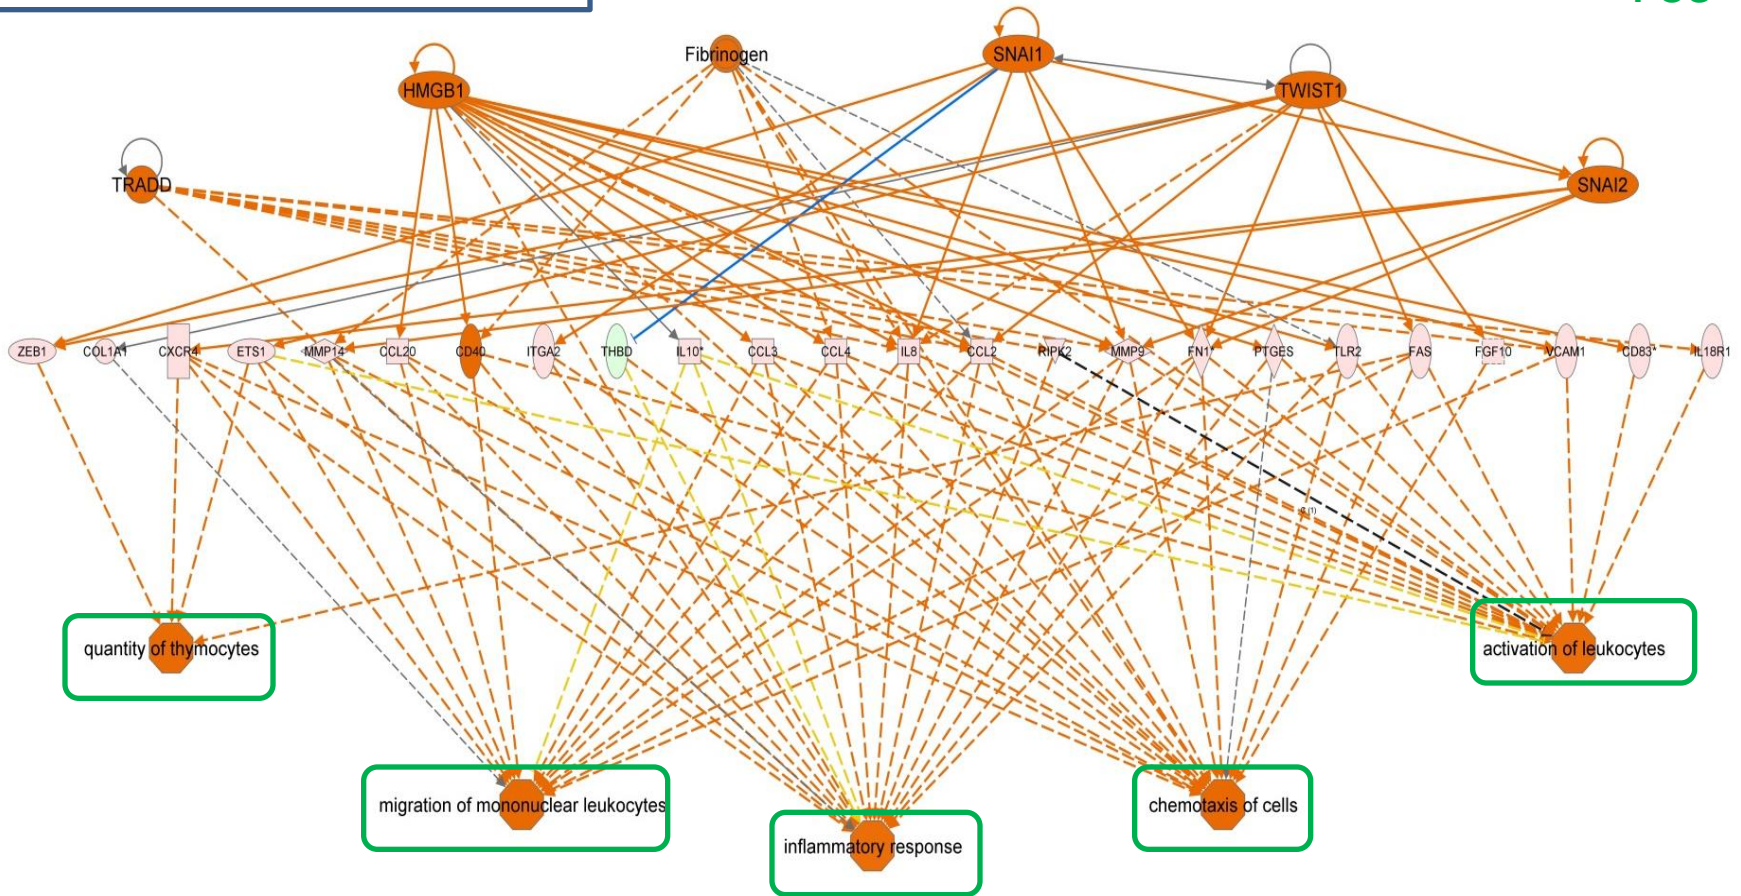 Fibrinogen
SNAI1
HMGB1
TWIST1
TRADD
SNAI2
ZEB1
COL1A1
CXCR4
ETS1
MMP14
CCL20
CD40
ITGA2
THBD
IL10*
CCL3
CCL4
IL8
CCL2
RIPK2
MMP9
FN1*
PTGES
TLR2
FAS
FGF10
VCAM1
CD83*
IL18R1
quantity of thymocytes
activation of leukocytes
migration of mononuclear leukocytes
chemotaxis of cells
inflammatory response